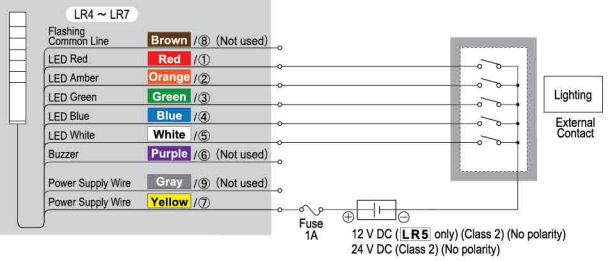 LR4 ~ LR7
Flashing
Common Line Brown /⑧ (Not used)
LED Red Red /①
LED Amber Orange /②
LED Green Green /③
LED Blue Blue /④
LED White White /⑤
Buzzer Purple /⑥ (Not used)
Power Supply Wire Gray /⑨ (Not used)
Power Supply Wire Yellow /⑦
Lighting
External
Contact
Fuse
1A
⊕ ⊖
12 V DC (LR5 only) (Class 2) (No polarity)
24 V DC (Class 2) (No polarity)